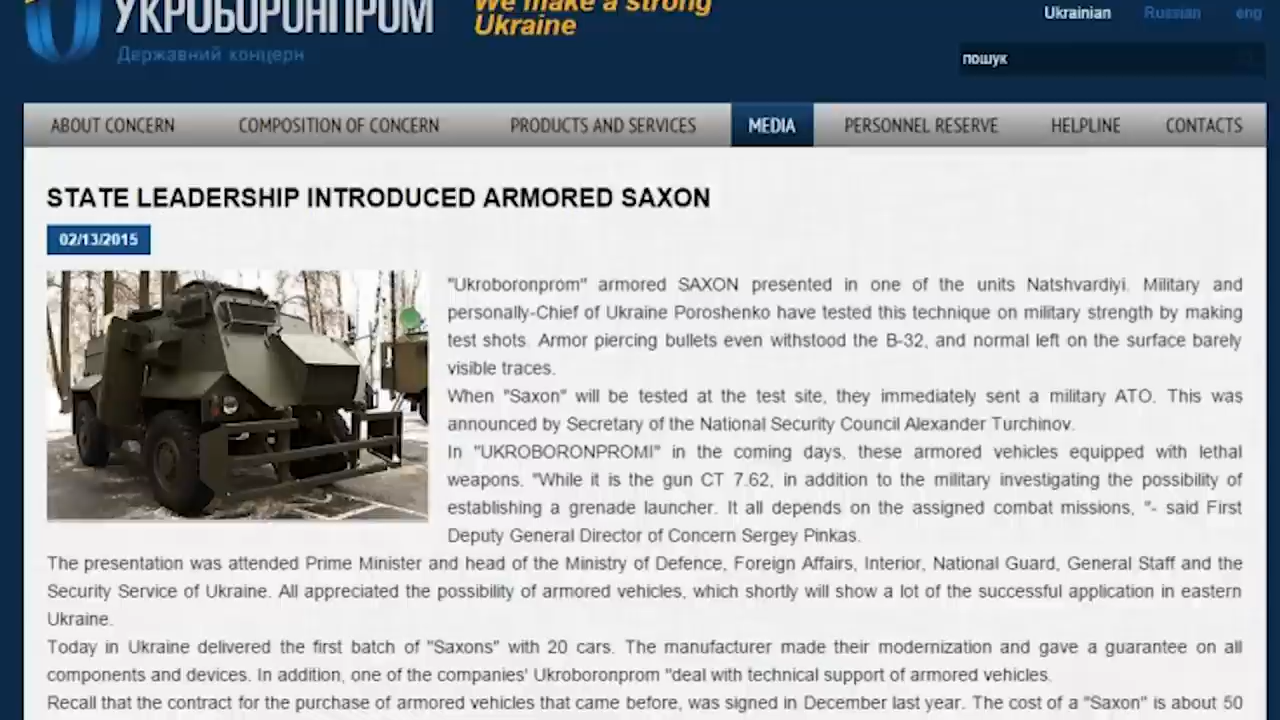 УКРОБОРОНПРОМ
Державний концерн
We make a strong
Ukraine
Ukrainian Russian eng
пошук
ABOUT CONCERN COMPOSITION OF CONCERN PRODUCTS AND SERVICES MEDIA PERSONNEL RESERVE HELPLINE CONTACTS
STATE LEADERSHIP INTRODUCED ARMORED SAXON
02/13/2015
"Ukroboronprom" armored SAXON presented in one of the units Natshvardiyi. Military and
personally-Chief of Ukraine Poroshenko have tested this technique on military strength by making
test shots. Armor piercing bullets even withstood the B-32, and normal left on the surface barely
visible traces.
When "Saxon" will be tested at the test site, they immediately sent a military ATO. This was
announced by Secretary of the National Security Council Alexander Turchinov.
In "UKROBORONPROMI" in the coming days, these armored vehicles equipped with lethal
weapons. "While it is the gun CT 7.62, in addition to the military investigating the possibility of
establishing a grenade launcher. It all depends on the assigned combat missions, "- said First
Deputy General Director of Concern Sergey Pinkas.
The presentation was attended Prime Minister and head of the Ministry of Defence, Foreign Affairs, Interior, National Guard, General Staff and the
Security Service of Ukraine. All appreciated the possibility of armored vehicles, which shortly will show a lot of the successful application in eastern
Ukraine.
Today in Ukraine delivered the first batch of "Saxons" with 20 cars. The manufacturer made their modernization and gave a guarantee on all
components and devices. In addition, one of the companies' Ukroboronprom "deal with technical support of armored vehicles.
Recall that the contract for the purchase of armored vehicles that came before, was signed in December last year. The cost of a "Saxon" is about 50